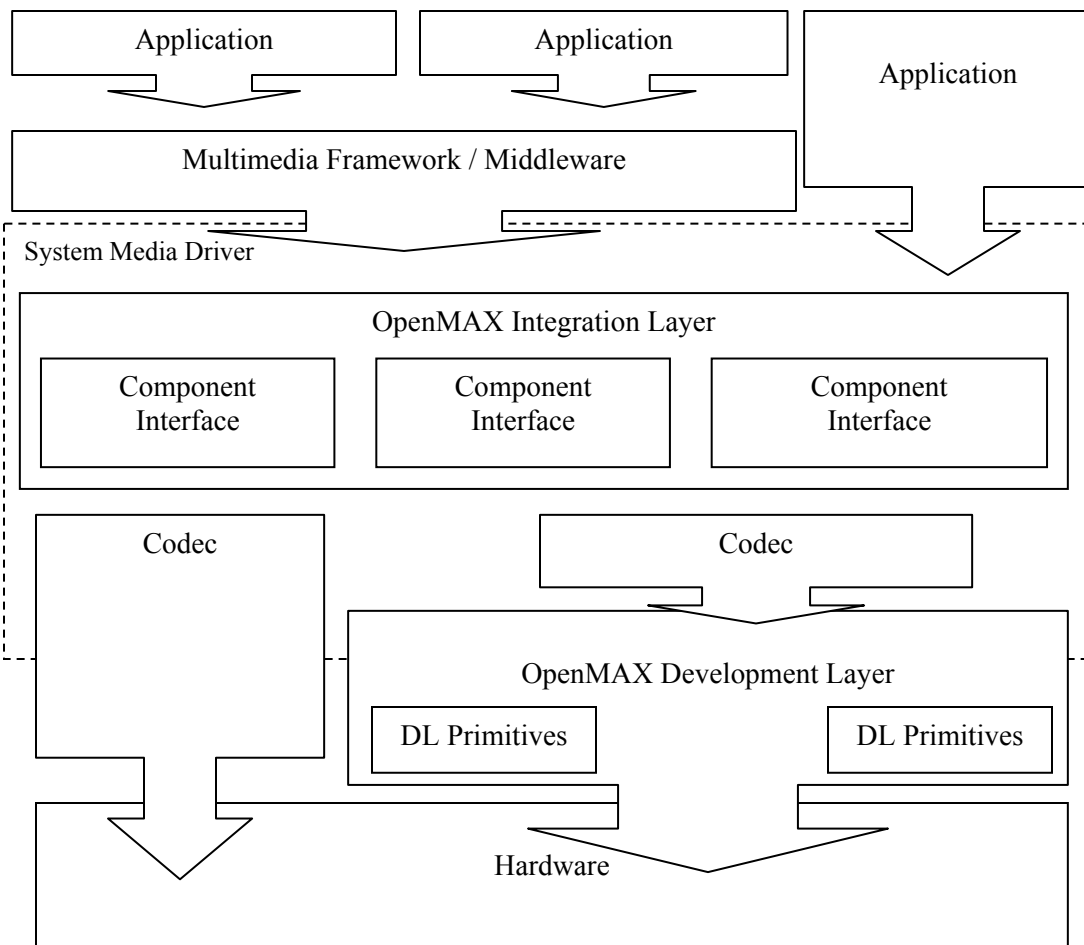 Application
Application
Application
Multimedia Framework / Middleware
System Media Driver
OpenMAX Integration Layer
Component
Interface
Component
Interface
Component
Interface
Codec
Codec
OpenMAX Development Layer
DL Primitives
DL Primitives
Hardware